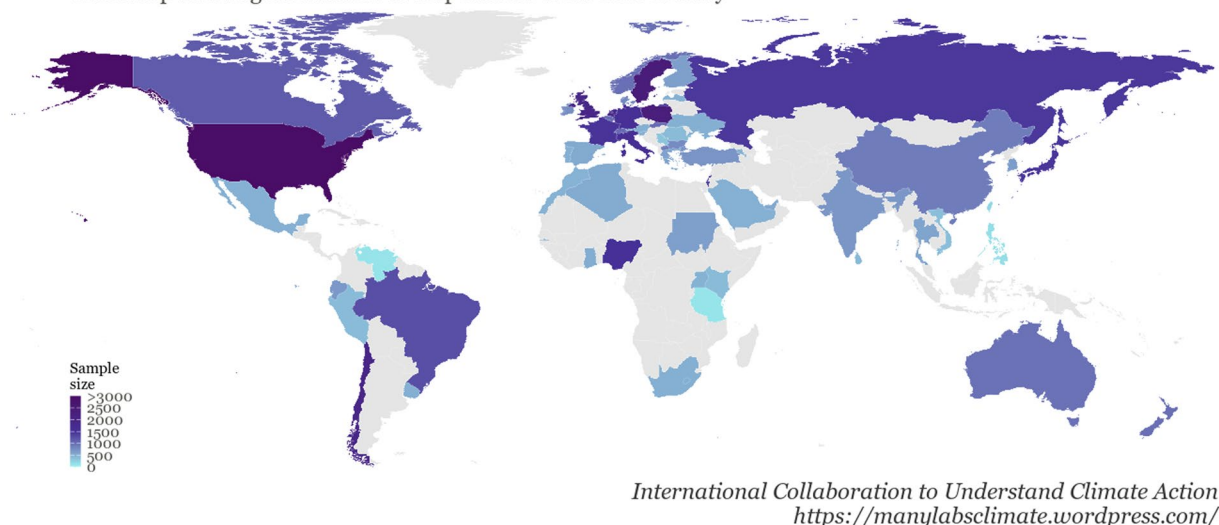 Sample
size
>3000
2500
2000
1500
1000
500
0
International Collaboration to Understand Climate Action
https://manylabsclimate.wordpress.com/